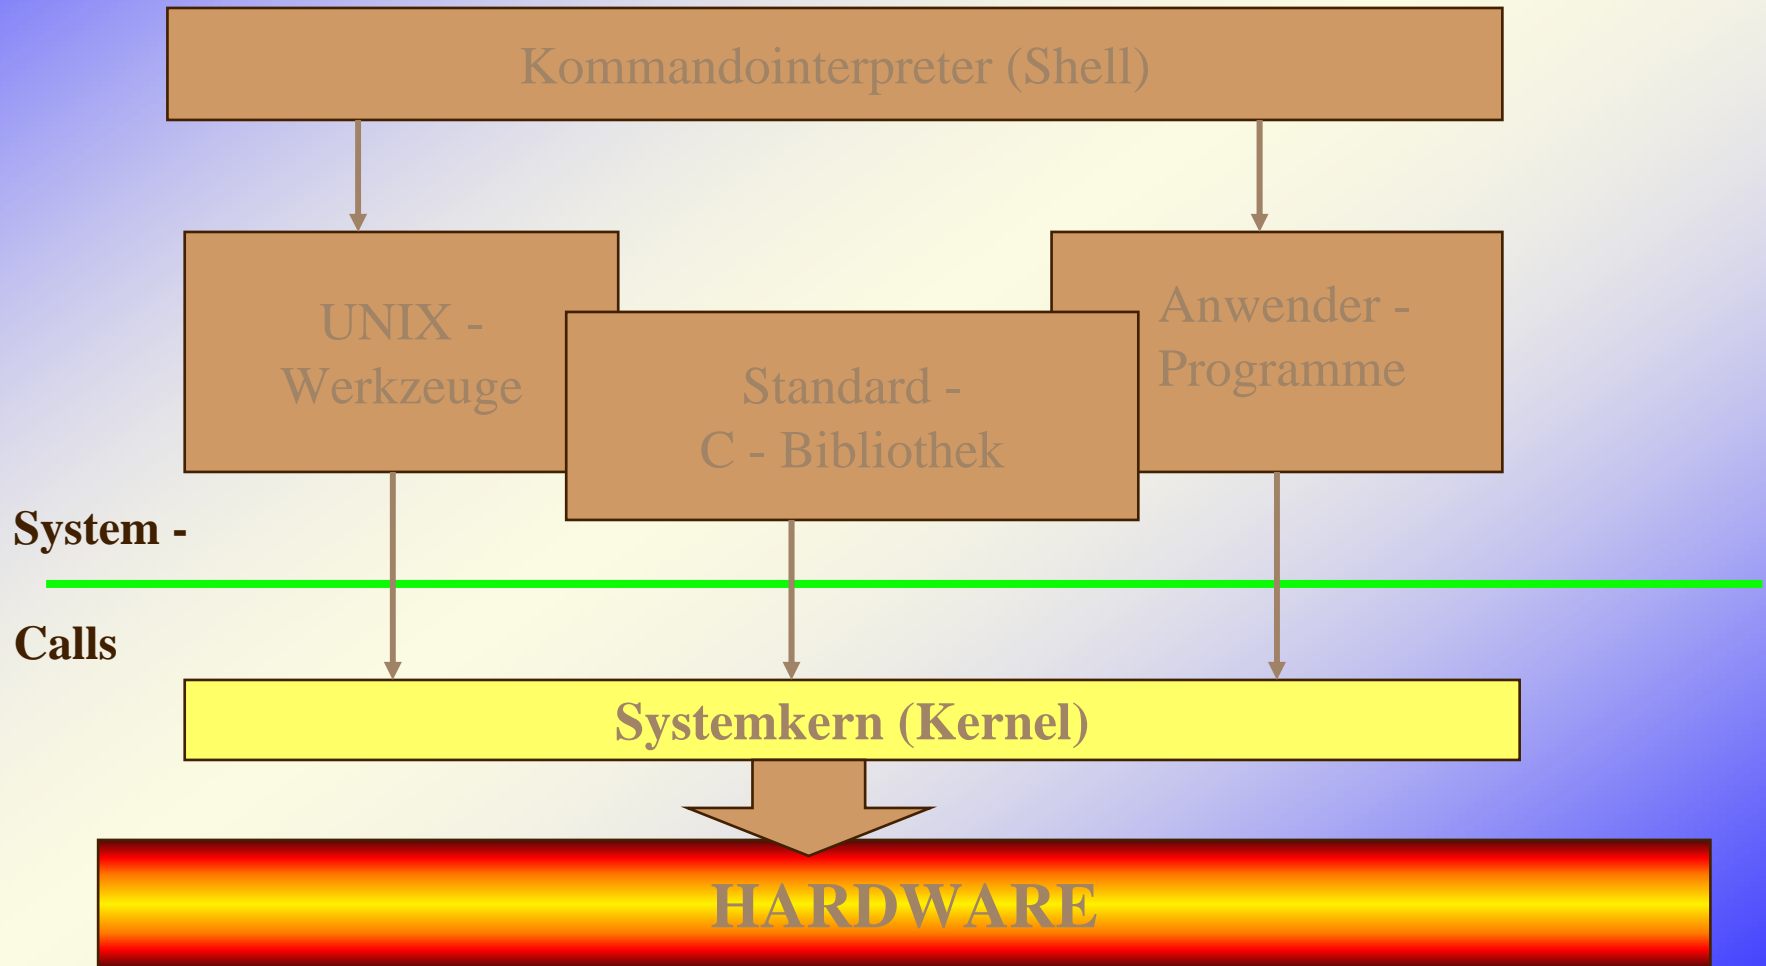 Kommandointerpreter (Shell)
UNIX -
Werkzeuge
Standard -
C - Bibliothek
Anwender -
Programme
System -
Calls
Systemkern (Kernel)
HARDWARE